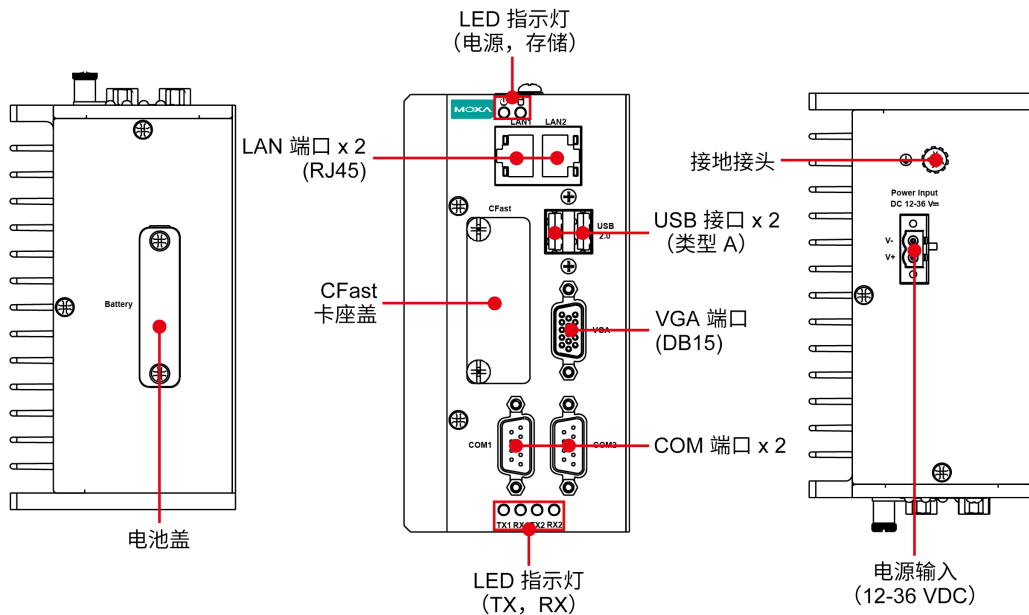 LED 指示灯
（电源，存储）
MOXA
LAN1 LAN2
LAN 端口 x 2
(RJ45)
接地接头
CFast
USB
2.0
USB 接口 x 2
（类型 A）
Power Input
DC 12-36 V
V-
V+
Battery
CFast
卡座盖
VGA
VGA 端口
(DB15)
COM1
COM2
COM 端口 x 2
TX1 RX1 TX2 RX2
电池盖
LED 指示灯
（TX，RX）
电源输入
（12-36 VDC）